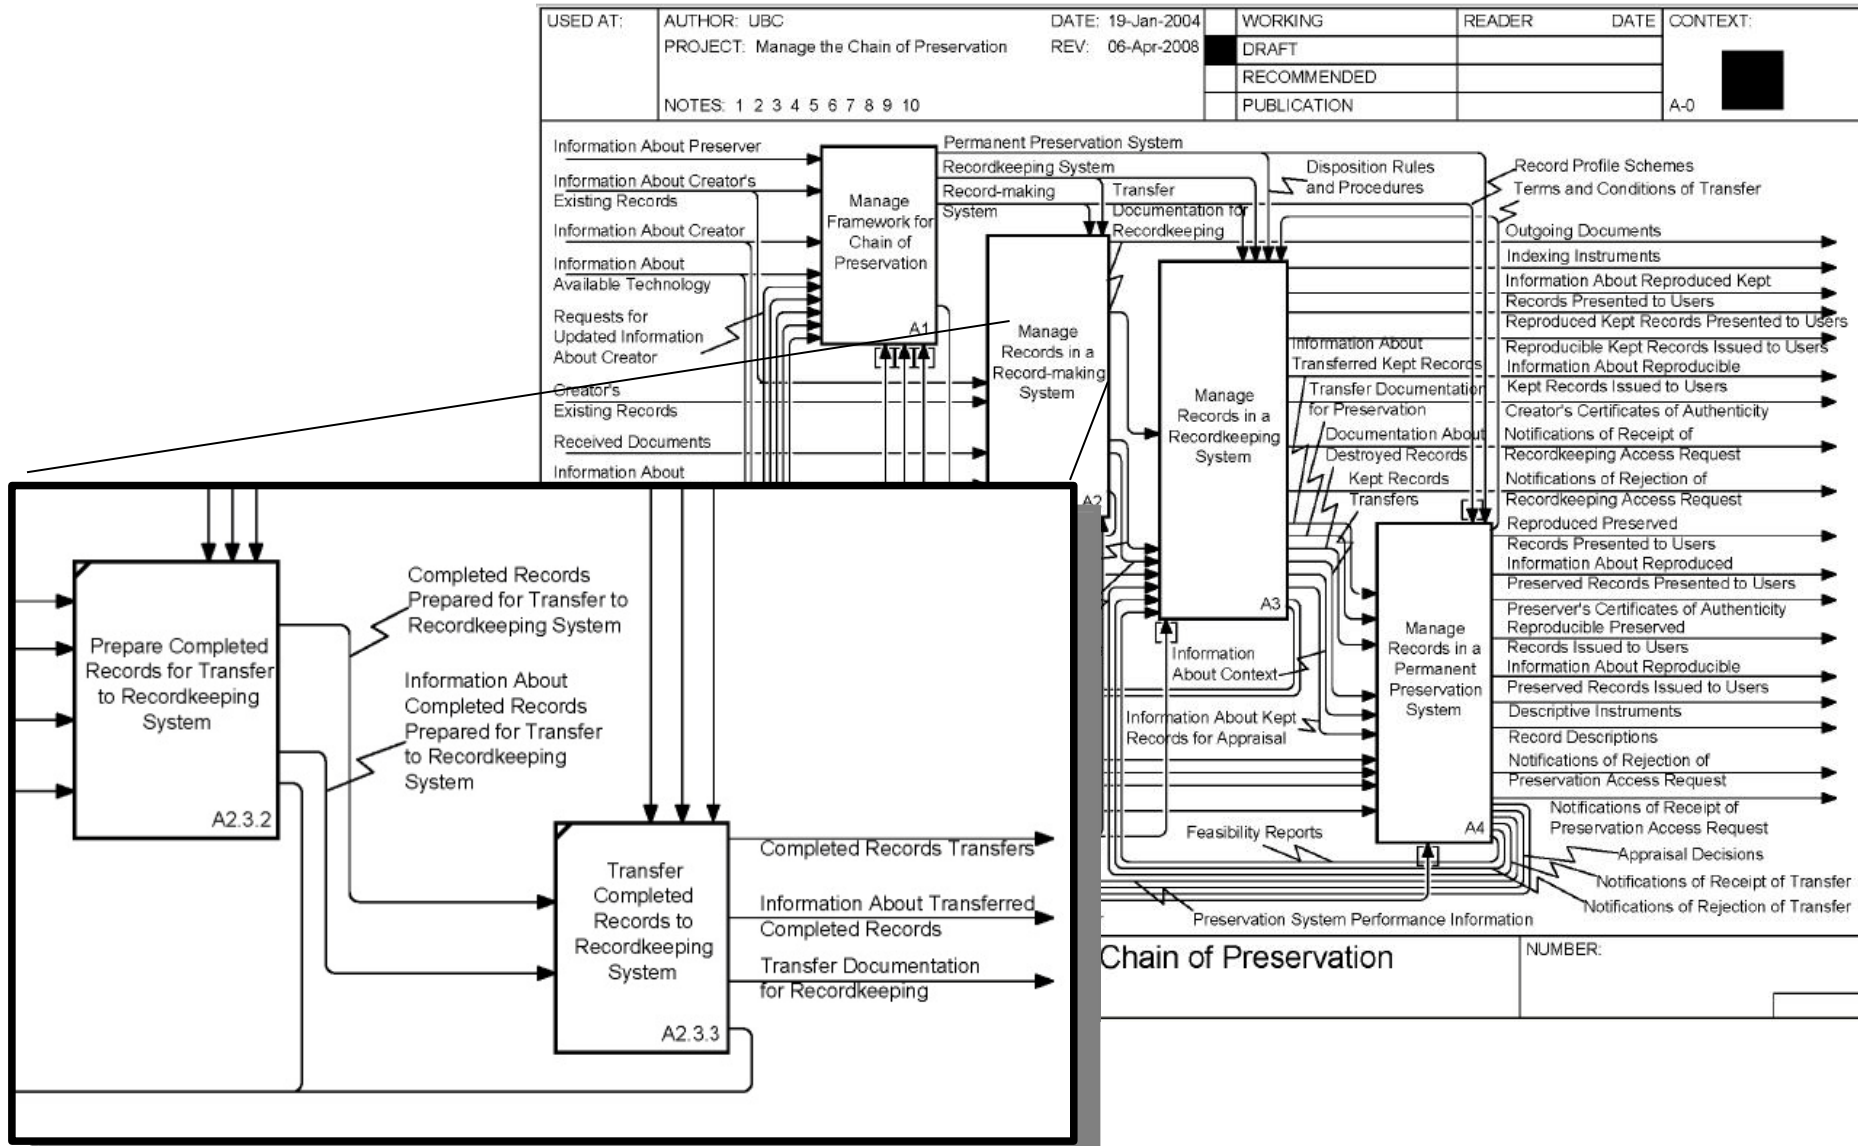 USED AT:
AUTHOR: UBC
DATE: 19-Jan-2004
PROJECT: Manage the Chain of Preservation
REV: 06-Apr-2008
NOTES: 1 2 3 4 5 6 7 8 9 10
WORKING
DRAFT
RECOMMENDED
PUBLICATION
READER DATE
CONTEXT:
A-0
Information About Preserver
Information About Creator's
Existing Records
Information About Creator
Information About
Available Technology
Requests for
Updated Information
About Creator
Creator's
Existing Records
Received Documents
Information About
Manage
Framework for
Chain of
Preservation
A1
Permanent Preservation System
Recordkeeping System
Record-making
System
Transfer
Documentation for
Recordkeeping
Disposition Rules
and Procedures
Record Profile Schemes
Terms and Conditions of Transfer
Manage
Records in a
Record-making
System
A2
Manage
Records in a
Recordkeeping
System
A3
Information About
Transferred Kept Records
Transfer Documentation
for Preservation
Documentation About
Destroyed Records
Kept Records
Transfers
Outgoing Documents
Indexing Instruments
Information About Reproduced Kept
Records Presented to Users
Reproduced Kept Records Presented to Users
Reproducible Kept Records Issued to Users
Information About Reproducible
Kept Records Issued to Users
Creator's Certificates of Authenticity
Notifications of Receipt of
Recordkeeping Access Request
Notifications of Rejection of
Recordkeeping Access Request
Reproduced Preserved
Records Presented to Users
Information About Reproduced
Preserved Records Presented to Users
Preserver's Certificates of Authenticity
Reproducible Preserved
Records Issued to Users
Information About Reproducible
Preserved Records Issued to Users
Descriptive Instruments
Record Descriptions
Notifications of Rejection of
Preservation Access Request
Notifications of Receipt of
Preservation Access Request
Appraisal Decisions
Notifications of Receipt of Transfer
Notifications of Rejection of Transfer
Manage
Records in a
Permanent
Preservation
System
A4
Information
About Context
Information About Kept
Records for Appraisal
Feasibility Reports
Preservation System Performance Information
Chain of Preservation
NUMBER:
Prepare Completed
Records for Transfer
to Recordkeeping
System
A2.3.2
Completed Records
Prepared for Transfer to
Recordkeeping System
Information About
Completed Records
Prepared for Transfer
to Recordkeeping
System
Transfer
Completed
Records to
Recordkeeping
System
A2.3.3
Completed Records Transfers
Information About Transferred
Completed Records
Transfer Documentation
for Recordkeeping